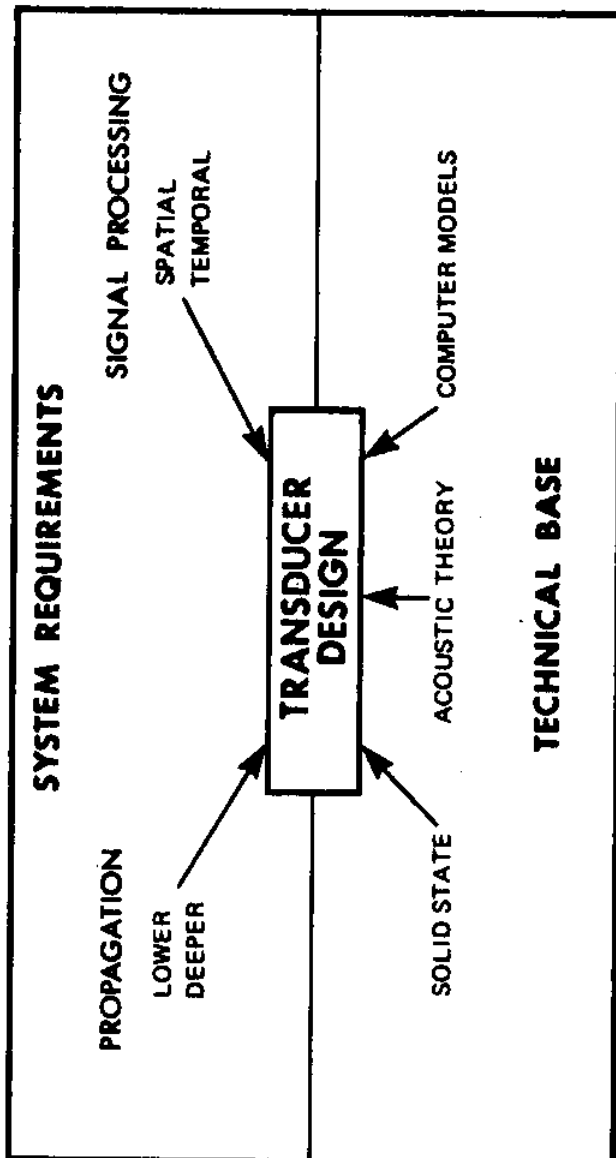 SYSTEM REQUIREMENTS
PROPAGATION
LOWER
DEEPER
SIGNAL PROCESSING
SPATIAL
TEMPORAL
TRANSDUCER
DESIGN
SOLID STATE
ACOUSTIC THEORY
COMPUTER MODELS
TECHNICAL BASE